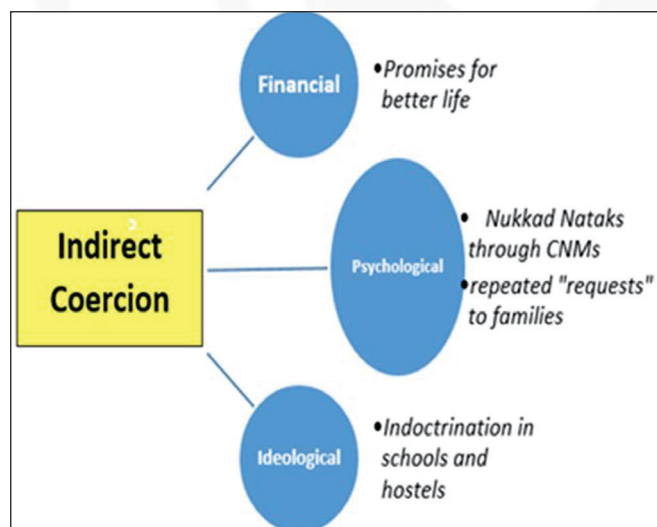 Financial
•Promises for
better life
Indirect
Coercion
Psychological
• Nukkad Nataks
through CNMs
•repeated "requests"
to families
Ideological
•Indoctrination in
schools and
hostels